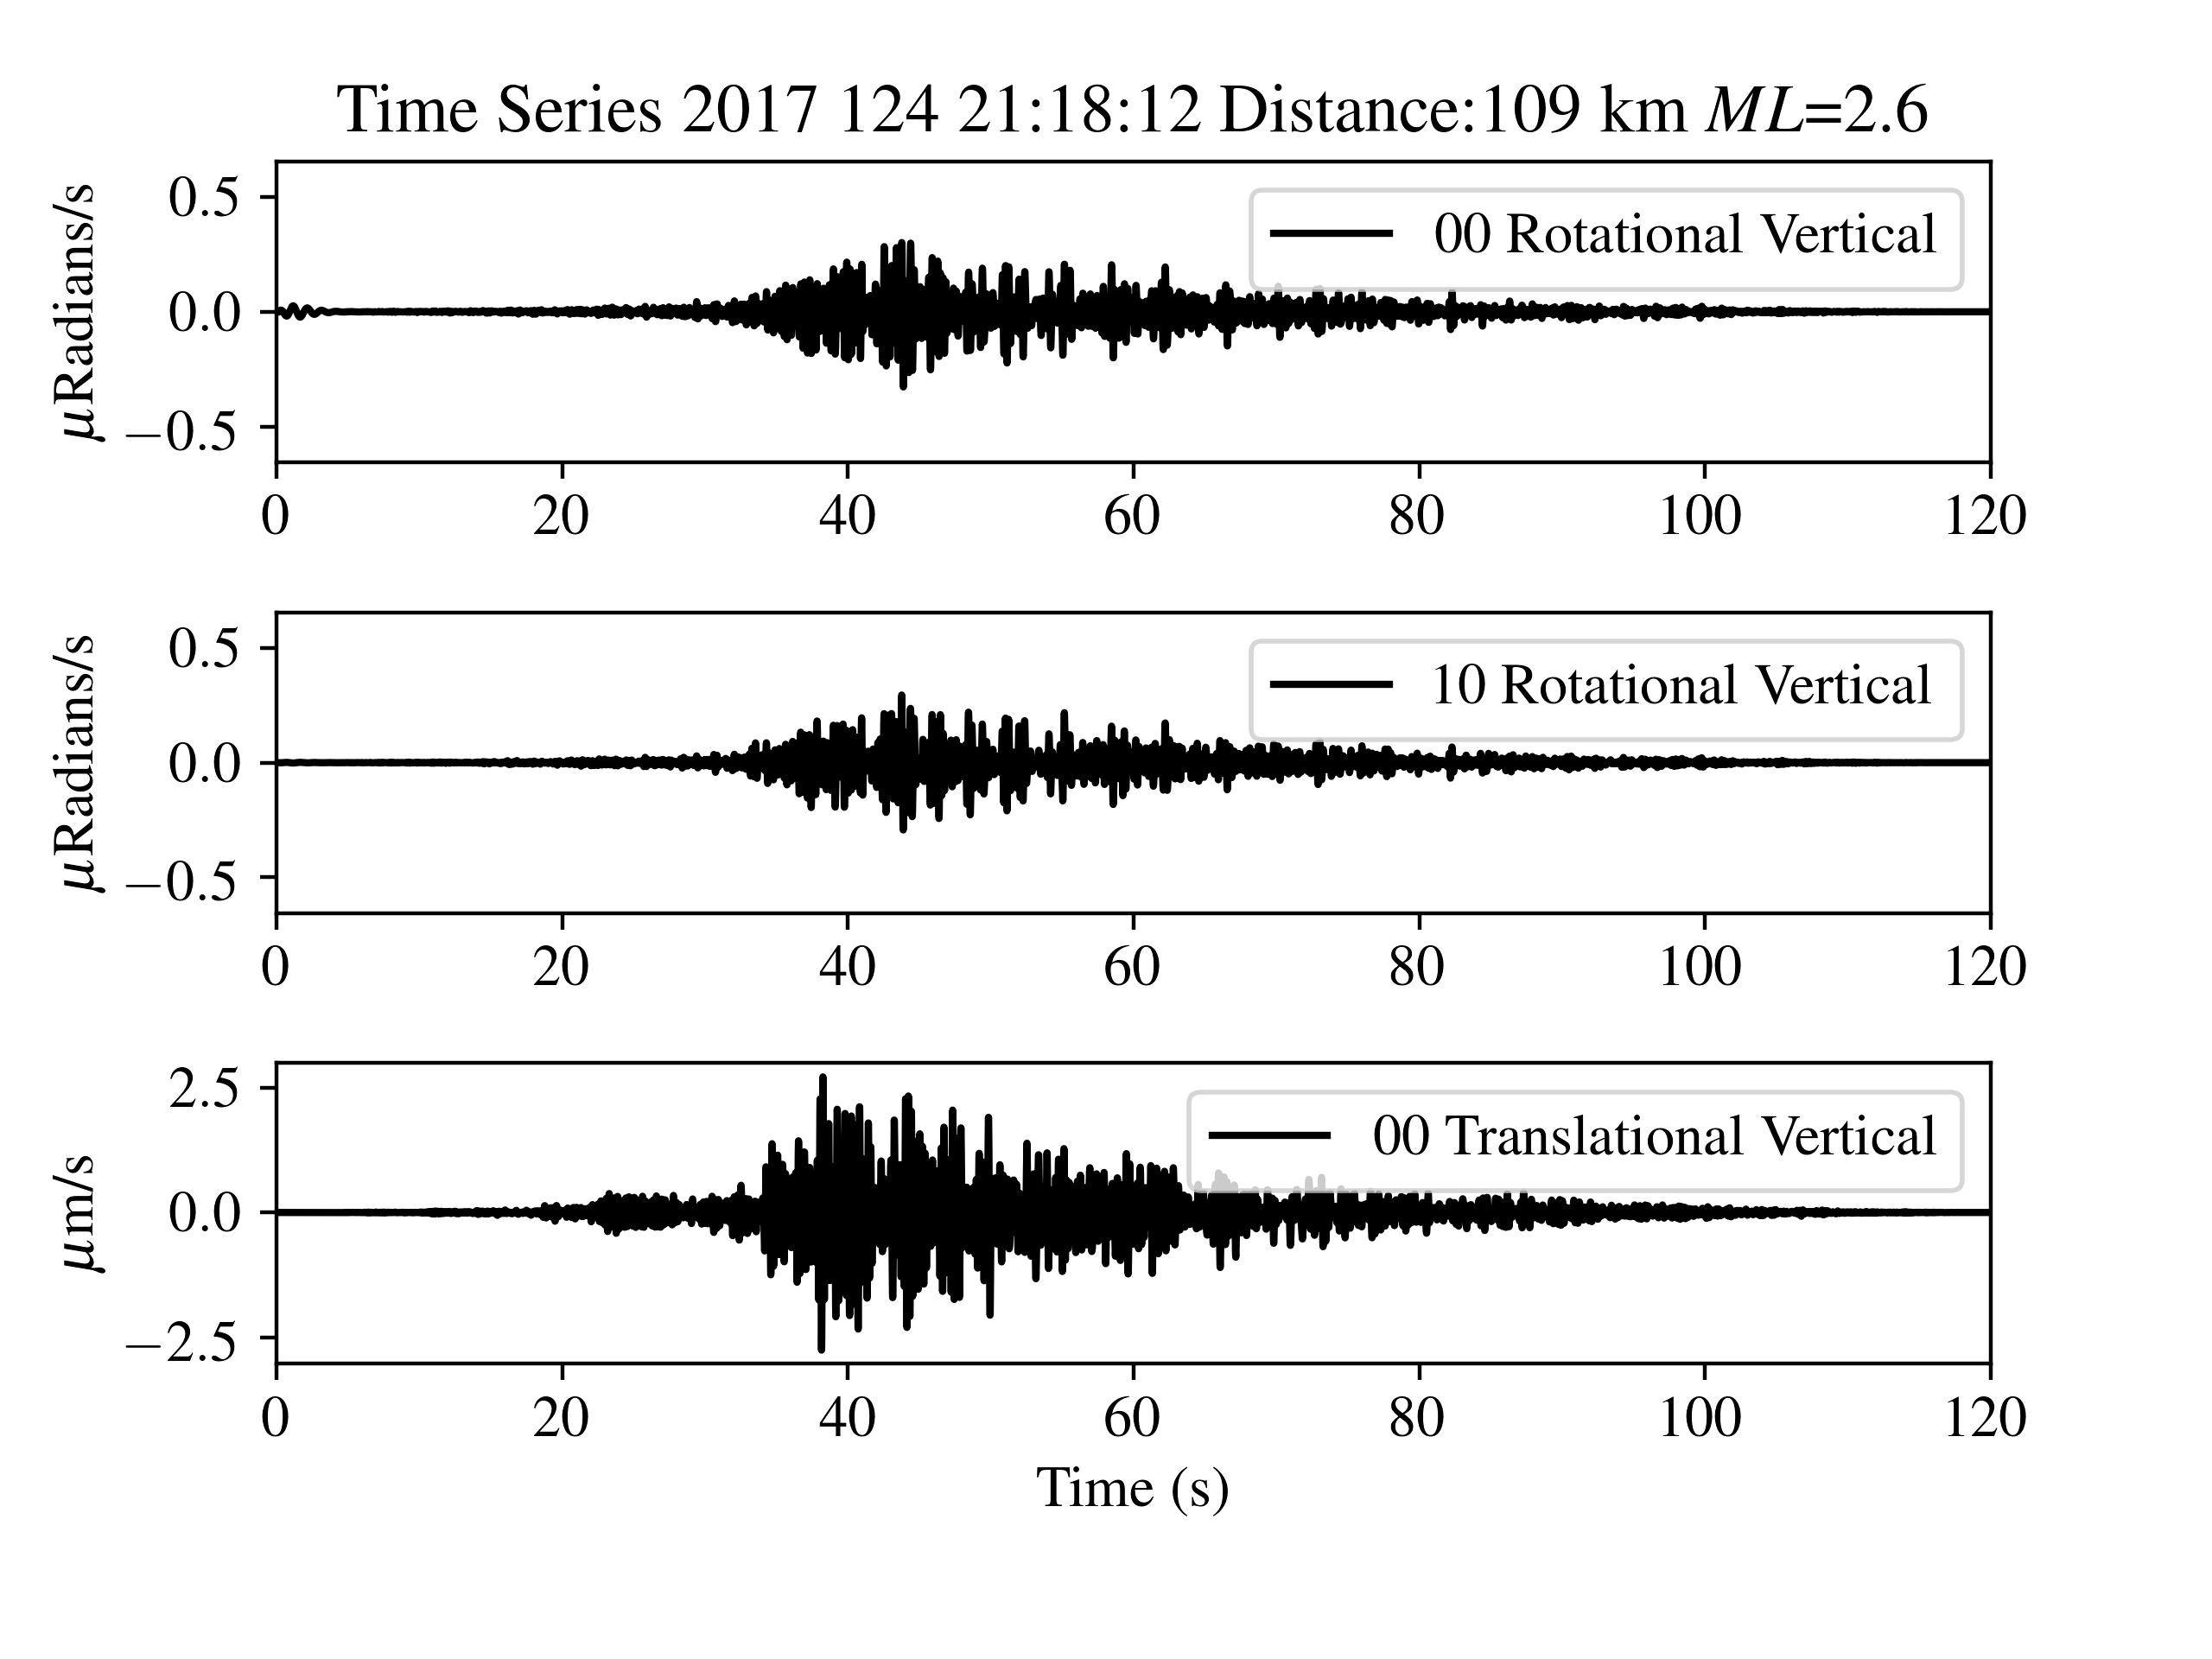 Time Series 2017 124 21:18:12 Distance:109 km ML=2.6
µRadians/s
0.5
0.0
−0.5
00 Rotational Vertical
0 20 40 60 80 100 120
µRadians/s
0.5
0.0
−0.5
10 Rotational Vertical
0 20 40 60 80 100 120
µm/s
2.5
0.0
−2.5
00 Translational Vertical
0 20 40 60 80 100 120
Time (s)